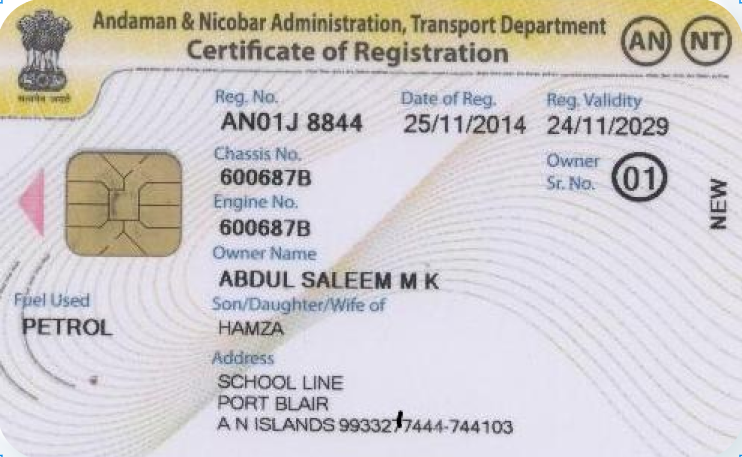 Andaman & Nicobar Administration, Transport Department
Certificate of Registration
AN NT
सत्यमेव जयते
Reg. No. Date of Reg. Reg. Validity
AN01J 8844 25/11/2014 24/11/2029
Chassis No.
600687B
Owner
Sr. No. 01
NEW
Engine No.
600687B
Owner Name
ABDUL SALEEM M K
Fuel Used
PETROL
Son/Daughter/Wife of
HAMZA
Address
SCHOOL LINE
PORT BLAIR
A N ISLANDS 9933277444-744103